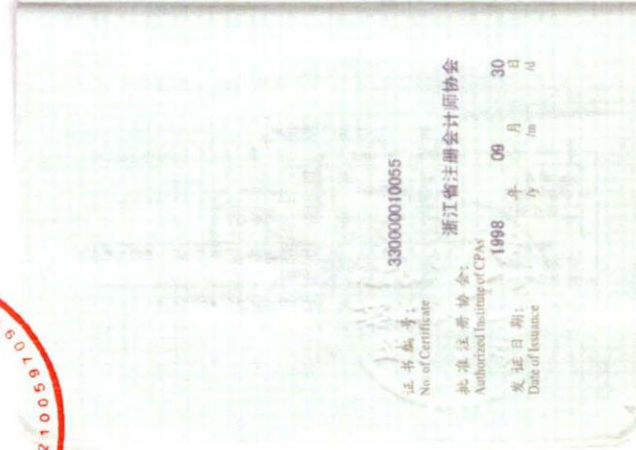 证书编号：330000010055
No. of Certificate
批准注册协会：浙江省注册会计师协会
Authorized Institute of CPAs
发证日期：1998 年 09 月 30 日
Date of Issuance /y /m /d
210059709